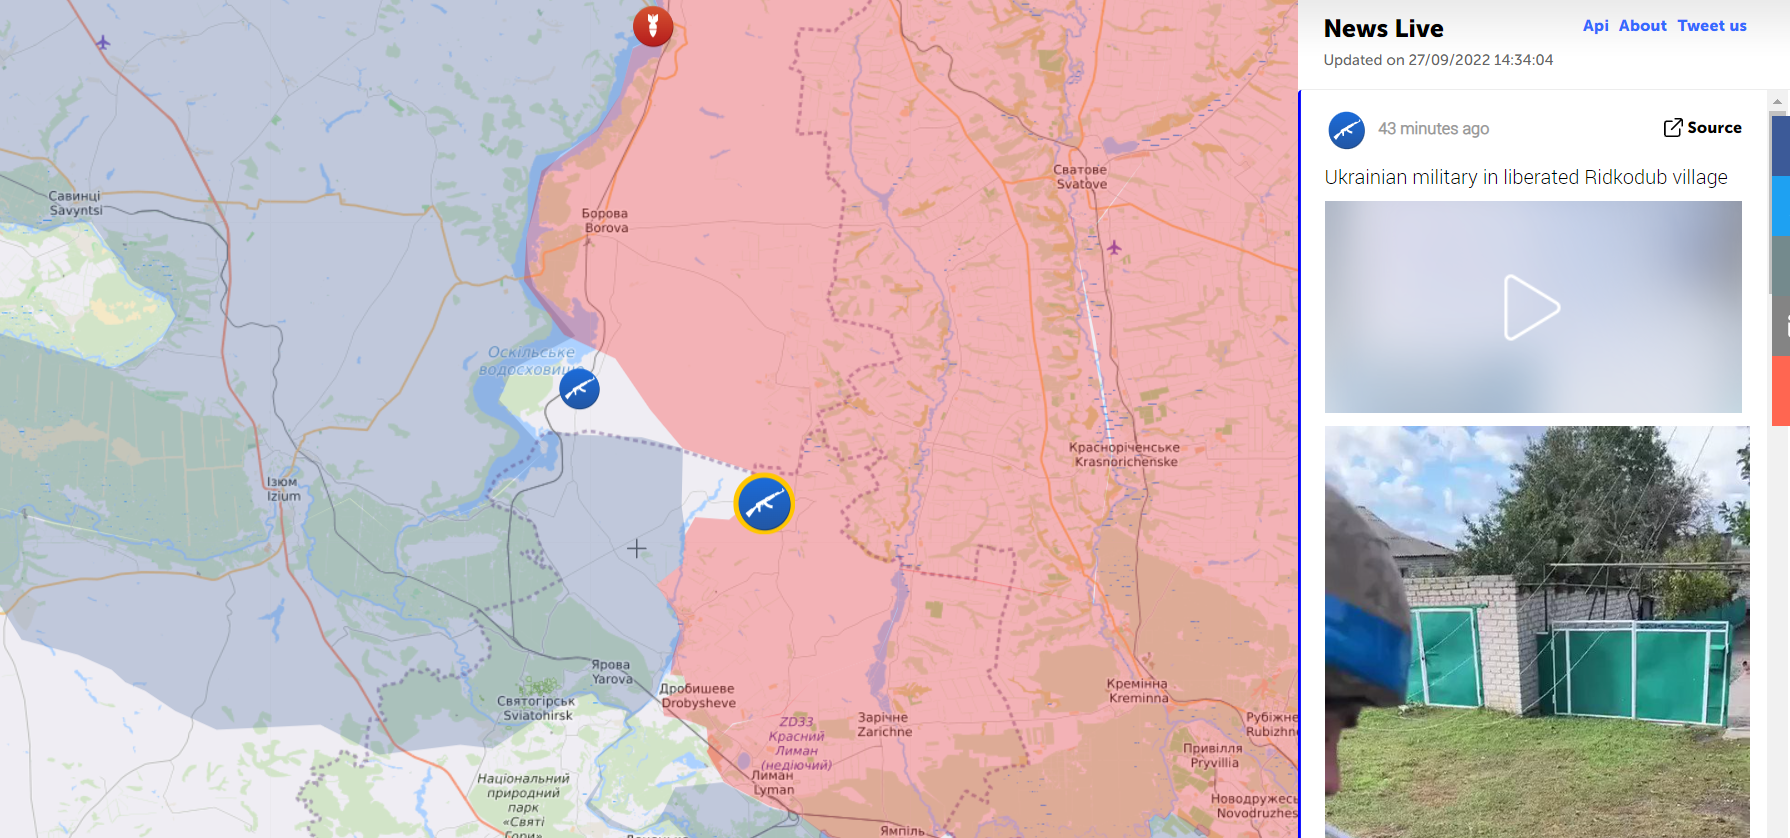 Савинці
Savyntsi
Борова
Borova
Сватове
Svatove
Оскільське
водосховище
Красноріченське
Krasnorichenske
Ізюм
Izium
Ярова
Yarova
Святогірськ
Sviatohirsk
Дробишеве
Drobysheve
ZD33
Красний
Лиман
(недіючий)
Зарічне
Zarichne
Кремінна
Kreminna
Рубіжне
Rubizhne
Привілля
Pryvillia
Лиман
Lyman
Національний
природний
парк
«Святі
Гори»
Новодружесь
Novodruzhes
Ямпіль
News Live
Api About Tweet us
Updated on 27/09/2022 14:34:04
43 minutes ago
Source
Ukrainian military in liberated Ridkodub village